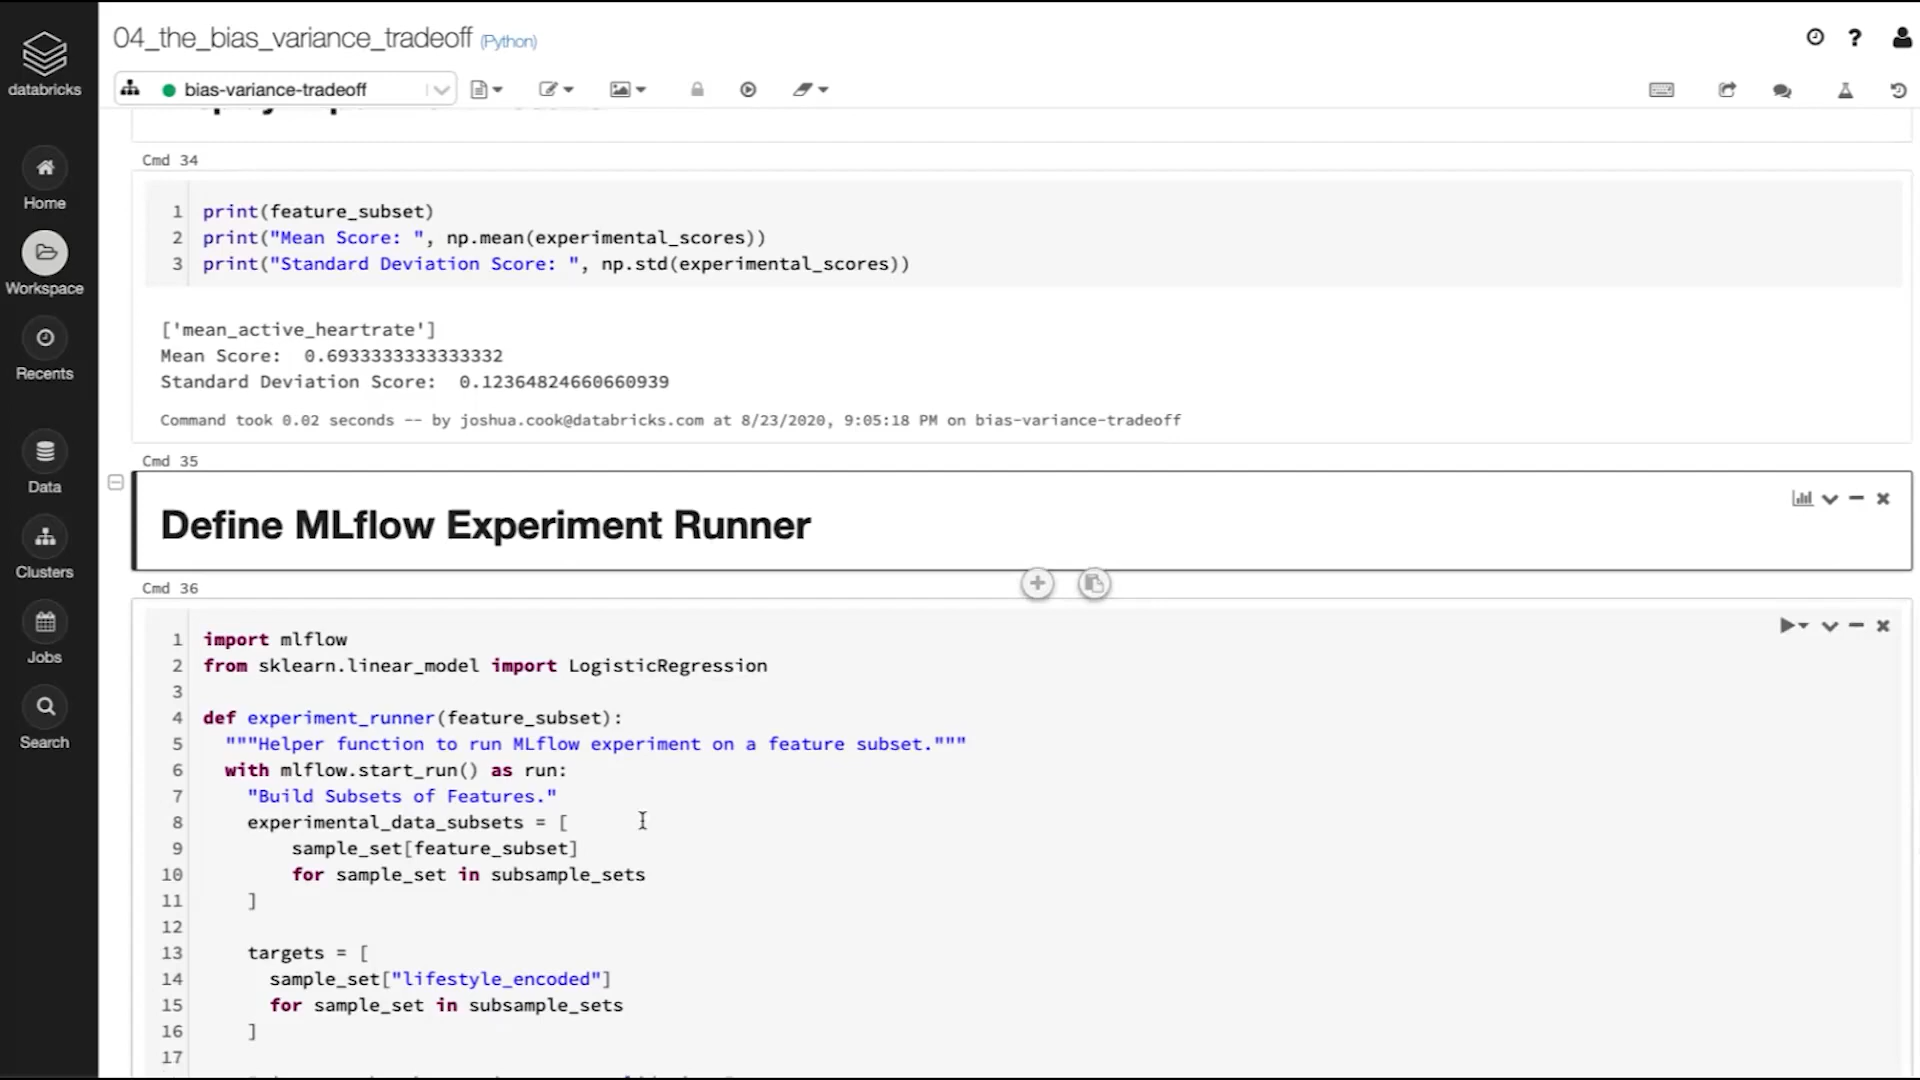 04_the_bias_variance_tradeoff (Python)
databricks
bias-variance-tradeoff
Home
Workspace
Recents
Data
Clusters
Jobs
Search
Cmd 34
1 print(feature_subset)
2 print("Mean Score: ", np.mean(experimental_scores))
3 print("Standard Deviation Score: ", np.std(experimental_scores))
['mean_active_heartrate']
Mean Score:  0.6933333333333332
Standard Deviation Score:  0.12364824660660939
Command took 0.02 seconds -- by joshua.cook@databricks.com at 8/23/2020, 9:05:18 PM on bias-variance-tradeoff
Cmd 35
Define MLflow Experiment Runner
Cmd 36
1 import mlflow
2 from sklearn.linear_model import LogisticRegression
3
4 def experiment_runner(feature_subset):
5   """Helper function to run MLflow experiment on a feature subset."""
6   with mlflow.start_run() as run:
7     "Build Subsets of Features."
8     experimental_data_subsets = [
9         sample_set[feature_subset]
10         for sample_set in subsample_sets
11     ]
12
13     targets = [
14       sample_set["lifestyle_encoded"]
15       for sample_set in subsample_sets
16     ]
17